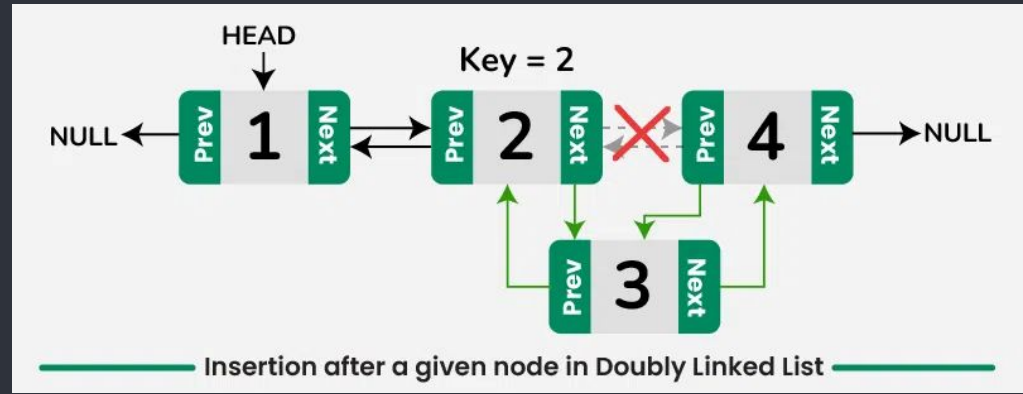 HEAD
Key = 2
NULL
Prev 1 Next
Prev 2 Next
Prev 4 Next
NULL
Prev 3 Next
Insertion after a given node in Doubly Linked List